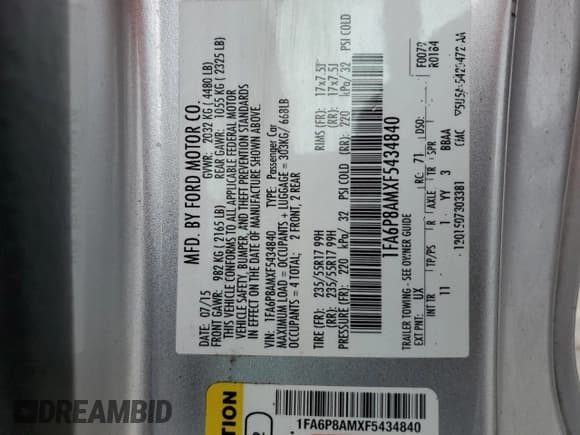 MFD. BY FORD MOTOR CO.
DATE: 07/15 GVWR: 2032 KG ( 4480 LB)
FRONT GAWR: 982 KG ( 2165 LB) REAR GAWR: 1055 KG ( 2325 LB)
THIS VEHICLE CONFORMS TO ALL APPLICABLE FEDERAL MOTOR
VEHICLE SAFETY, BUMPER, AND THEFT PREVENTION STANDARDS
IN EFFECT ON THE DATE OF MANUFACTURE SHOWN ABOVE.
VIN: 1FA6P8AMXF5434840 TYPE: Passenger Car
MAXIMUM LOAD = OCCUPANTS + LUGGAGE = 303KG/ 668LB
OCCUPANTS = 4 TOTAL; 2 FRONT, 2 REAR
TIRE (FR): 235/55R17 99H RIMS (FR): 17x7.5J
(RR): 235/55R17 99H (RR): 17x7.5J
PRESSURE (FR): 220 kPa/ 32 PSI COLD (RR): 220 kPa/ 32 PSI COLD
1FA6P8AMXF5434840
TRAILER TOWING - SEE OWNER GUIDE
F0079
R0164
EXT PNT: UX RC: 71 DSO:
INT TR TP/PS R AXLE TR SPR
11 1 YY 3 BBAA
1201507303381 CMC
1FA6P8AMXF5434840
DREAMBID